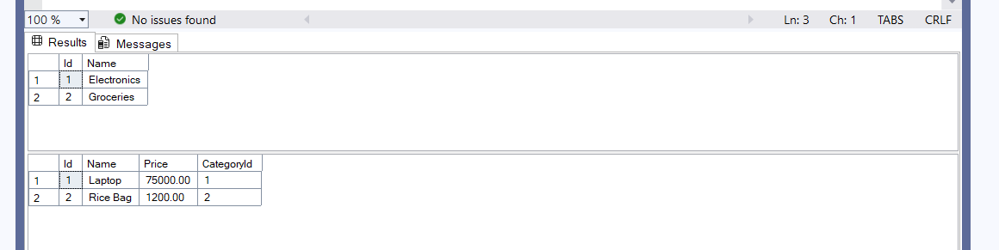 100 % No issues found Ln: 3 Ch: 1 TABS CRLF
Results Messages
Id Name
1 1 Electronics
2 2 Groceries
Id Name Price CategoryId
1 1 Laptop 75000.00 1
2 2 Rice Bag 1200.00 2